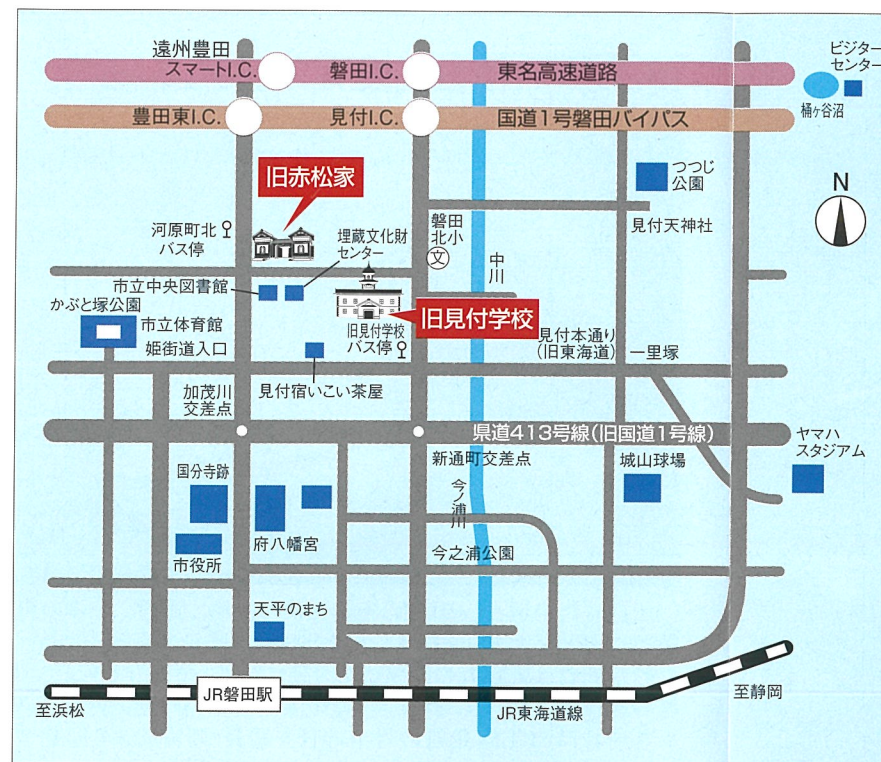 遠州豊田
スマートI.C.
磐田I.C.
東名高速道路
ビジター
センター
桶ヶ谷沼
豊田東I.C.
見付I.C.
国道1号磐田バイパス
旧赤松家
つつじ
公園
N
河原町北
バス停
埋蔵文化財
センター
磐田
北小
文
中川
見付天神社
市立中央図書館
かぶと塚公園
市立体育館
姫街道入口
旧見付学校
バス停
旧見付学校
見付本通り
(旧東海道)
一里塚
加茂川
交差点
見付宿いこい茶屋
県道413号線(旧国道1号線)
ヤマハ
スタジアム
新通町交差点
城山球場
国分寺跡
今ノ浦川
府八幡宮
今之浦公園
市役所
天平のまち
JR磐田駅
至浜松
JR東海道線
至静岡